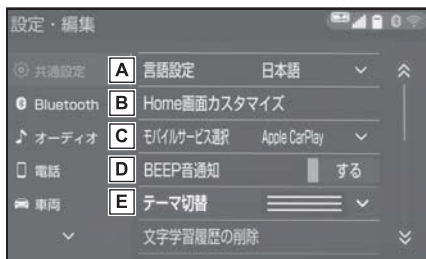 設定・編集
共通設定
A 言語設定 日本語
Bluetooth
B Home画面カスタマイズ
オーディオ
C モバイルサービス選択 Apple CarPlay
電話
D BEEP音通知 する
車両
E テーマ切替
文字学習履歴の削除